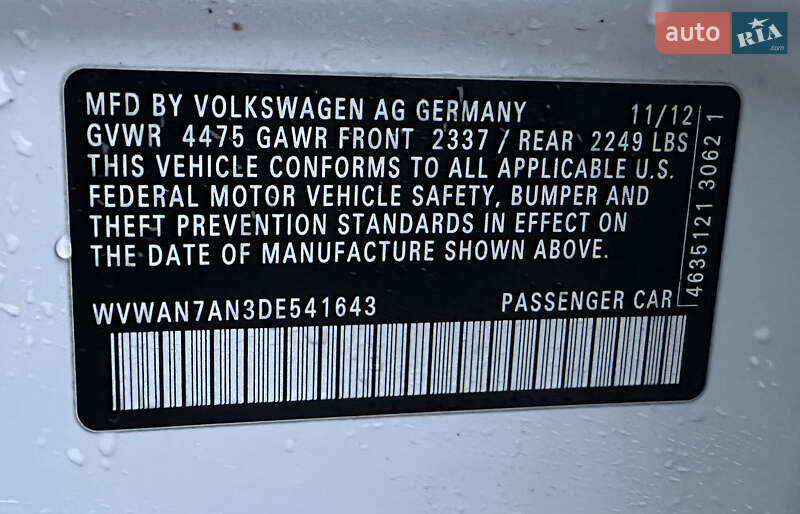 auto RIA .com
MFD BY VOLKSWAGEN AG GERMANY 11/12
GVWR 4475 GAWR FRONT 2337 / REAR 2249 LBS
THIS VEHICLE CONFORMS TO ALL APPLICABLE U.S.
FEDERAL MOTOR VEHICLE SAFETY, BUMPER AND
THEFT PREVENTION STANDARDS IN EFFECT ON
THE DATE OF MANUFACTURE SHOWN ABOVE.
WVWAN7AN3DE541643 PASSENGER CAR
4635121 3062 1